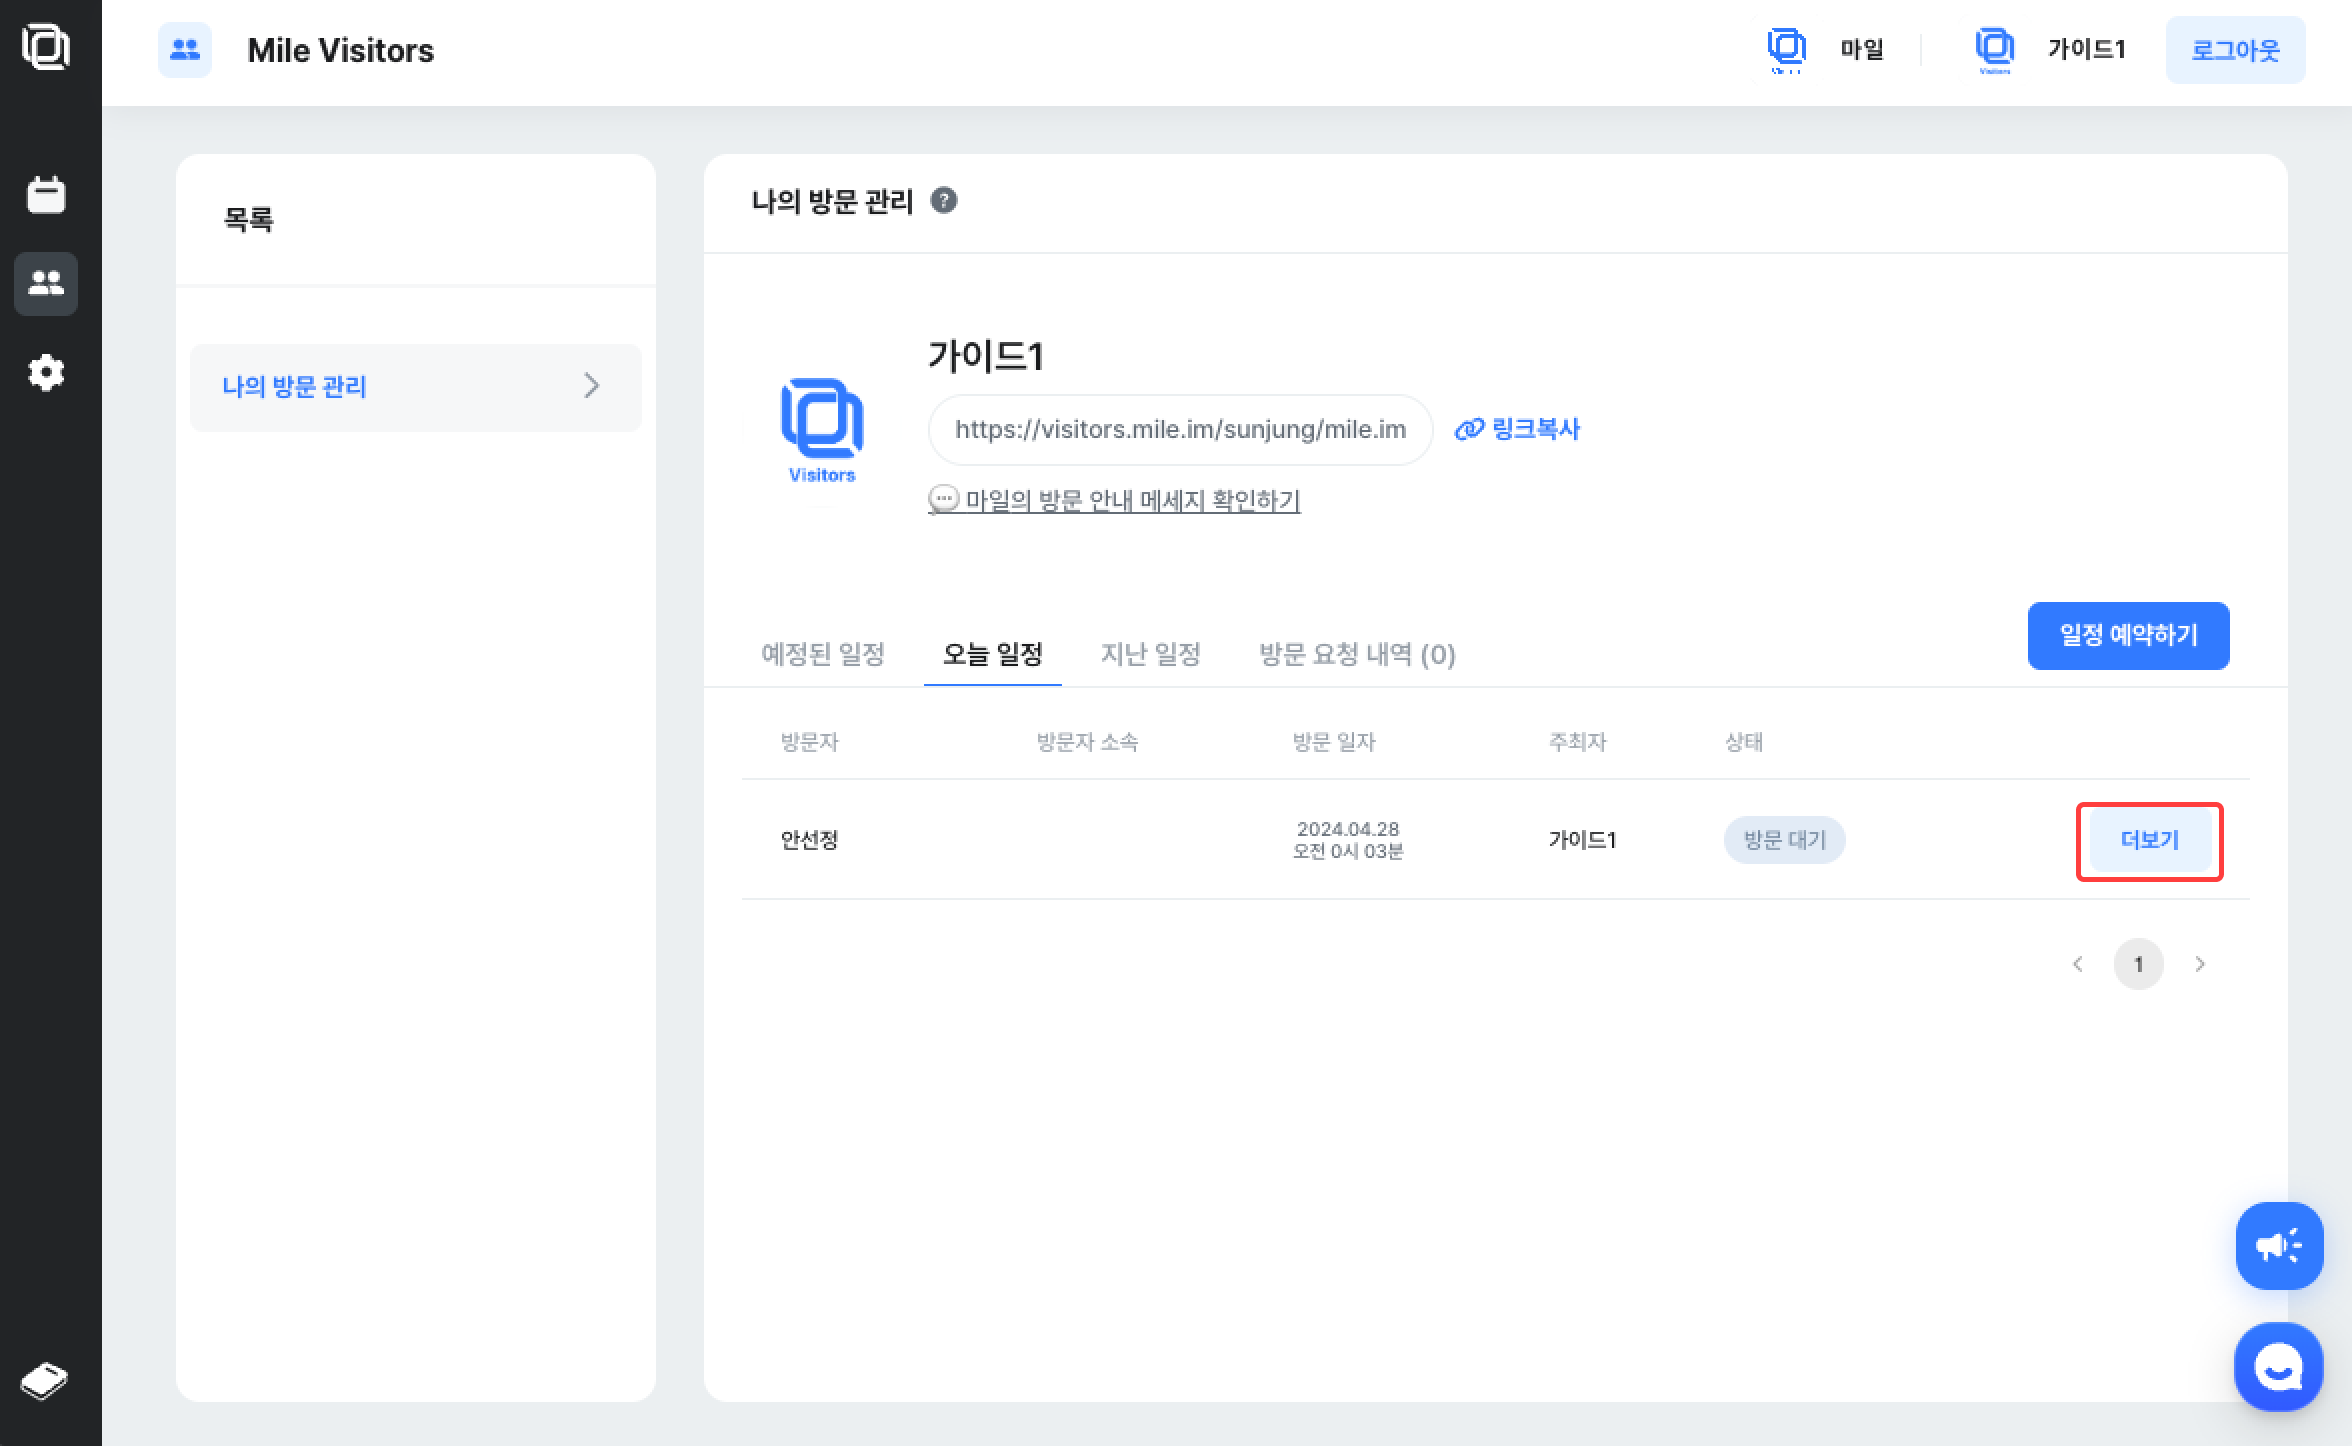 Mile Visitors
마일
Visitors
가이드1
로그아웃
목록
나의 방문 관리
나의 방문 관리 ?
가이드1
Visitors
https://visitors.mile.im/sunjung/mile.im
링크복사
마일의 방문 안내 메세지 확인하기
예정된 일정 오늘 일정 지난 일정 방문 요청 내역 (0)
일정 예약하기
방문자 방문자 소속 방문 일자 주최자 상태
안선정 2024.04.28
오전 0시 03분
가이드1 방문 대기 더보기
1